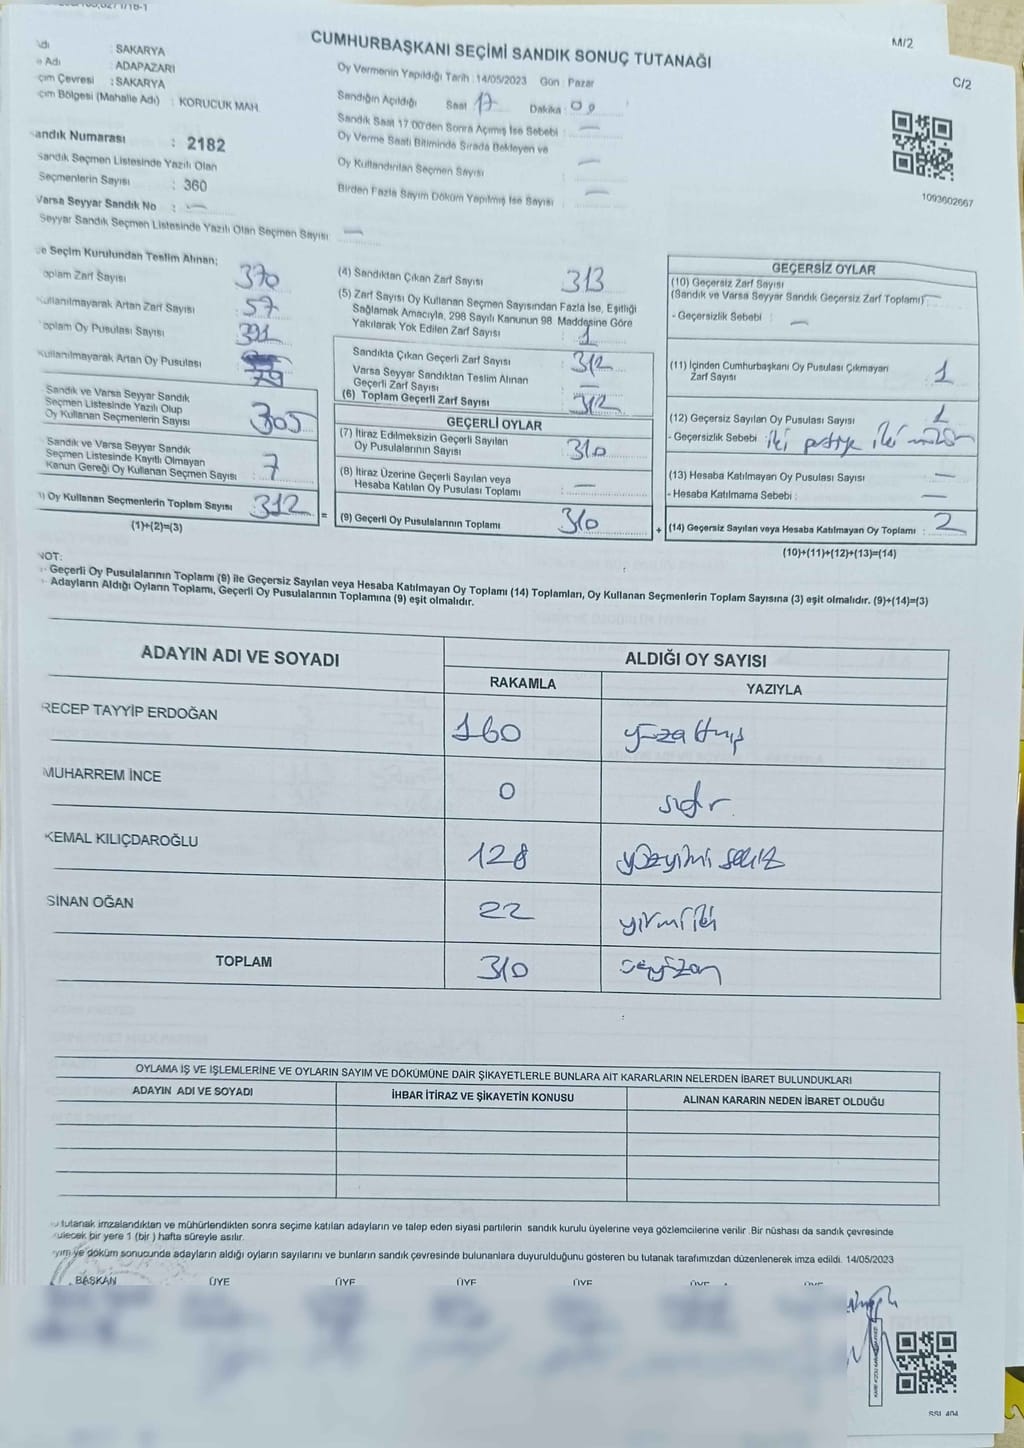 M/2
C/2
CUMHURBAŞKANI SEÇİMİ SANDIK SONUÇ TUTANAĞI
: SAKARYA
Adı : ADAPAZARI
Çevresi : SAKARYA
Bölgesi (Mahalle Adı) : KORUCUK MAH.
Oy Vermenin Yapıldığı Tarih : 14/05/2023 Gün : Pazar
Sandığın Açıldığı Saat 17 Dakika : 00
Sandık Saat 17:00'den Sonra Açımış İse Sebebi : —
Oy Verme Saati Bitiminde Sırada Bekleyen ve
Oy Kullandırılan Seçmen Sayısı : —
Birden Fazla Sayım Döküm Yapılmış İse Sayısı : —
andık Numarası : 2182
Sandık Seçmen Listesinde Yazılı Olan
Seçmenlerin Sayısı : 360
Varsa Seyyar Sandık No : —
Seyyar Sandık Seçmen Listesinde Yazılı Olan Seçmen Sayısı : —
1093602667
Seçim Kurulundan Teslim Alınan;
oplam Zarf Sayısı : 370
Kullanılmayarak Artan Zarf Sayısı : 57
oplam Oy Pusulası Sayısı : 391
Kullanılmayarak Artan Oy Pusulası : 79
Sandık ve Varsa Seyyar Sandık
Seçmen Listesinde Yazılı Olup
Oy Kullanan Seçmenlerin Sayısı : 305
Sandık ve Varsa Seyyar Sandık
Seçmen Listesinde Kayıtlı Olmayan
Kanun Gereği Oy Kullanan Seçmen Sayısı : 7
Oy Kullanan Seçmenlerin Toplam Sayısı : 312 =
(1)+(2)=(3)
(4) Sandıktan Çıkan Zarf Sayısı : 313
(5) Zarf Sayısı Oy Kullanan Seçmen Sayısından Fazla İse, Eşitliği
Sağlamak Amacıyla, 298 Sayılı Kanunun 98. Maddesine Göre
Yakılarak Yok Edilen Zarf Sayısı : 1
Sandıkta Çıkan Geçerli Zarf Sayısı : 312
Varsa Seyyar Sandıktan Teslim Alınan
Geçerli Zarf Sayısı : —
(6) Toplam Geçerli Zarf Sayısı : 312
GEÇERLİ OYLAR
(7) İtiraz Edilmeksizin Geçerli Sayılan
Oy Pusulalarının Sayısı : 310
(8) İtiraz Üzerine Geçerli Sayılan veya
Hesaba Katılan Oy Pusulası Toplamı : —
(9) Geçerli Oy Pusulalarının Toplamı : 310 +
GEÇERSİZ OYLAR
(10) Geçersiz Zarf Sayısı
(Sandık ve Varsa Seyyar Sandık Geçersiz Zarf Toplamı) : —
- Geçersizlik Sebebi : —
(11) İçinden Cumhurbaşkanı Oy Pusulası Çıkmayan
Zarf Sayısı : 1
(12) Geçersiz Sayılan Oy Pusulası Sayısı : 1
- Geçersizlik Sebebi : iki partiye iki mühür
(13) Hesaba Katılmayan Oy Pusulası Sayısı : —
- Hesaba Katılmama Sebebi : —
(14) Geçersiz Sayılan veya Hesaba Katılmayan Oy Toplamı : 2
(10)+(11)+(12)+(13)=(14)
NOT:
- Geçerli Oy Pusulalarının Toplamı (9) ile Geçersiz Sayılan veya Hesaba Katılmayan Oy Toplamı (14) Toplamları, Oy Kullanan Seçmenlerin Toplam Sayısına (3) eşit olmalıdır. (9)+(14)=(3)
- Adayların Aldığı Oyların Toplamı, Geçerli Oy Pusulalarının Toplamına (9) eşit olmalıdır.
ADAYIN ADI VE SOYADI
ALDIĞI OY SAYISI
RAKAMLA YAZIYLA
RECEP TAYYİP ERDOĞAN 160 yüzaltmış
MUHARREM İNCE 0 sıfır
KEMAL KILIÇDAROĞLU 128 yüzyirmi sekiz
SİNAN OĞAN 22 yirmi iki
TOPLAM 310 üçyüzon
OYLAMA İŞ VE İŞLEMLERİNE VE OYLARIN SAYIM VE DÖKÜMÜNE DAİR ŞİKAYETLERLE BUNLARA AİT KARARLARIN NELERDEN İBARET BULUNDUKLARI
ADAYIN ADI VE SOYADI İHBAR İTİRAZ VE ŞİKAYETİN KONUSU ALINAN KARARIN NEDEN İBARET OLDUĞU
tutanak imzalandıktan ve mühürlendikten sonra seçime katılan adayların ve talep eden siyasi partilerin sandık kurulu üyelerine veya gözlemcilerine verilir .Bir nüshası da sandık çevresinde
ülecek bir yere 1 (bir ) hafta süreyle asılır.
yım ve döküm sonucunda adayların aldığı oyların sayılarını ve bunların sandık çevresinde bulunanlara duyurulduğunu gösteren bu tutanak tarafımızdan düzenlenerek imza edildi. 14/05/2023
BAŞKAN ÜYE ÜYE ÜYE ÜYE ÜYE